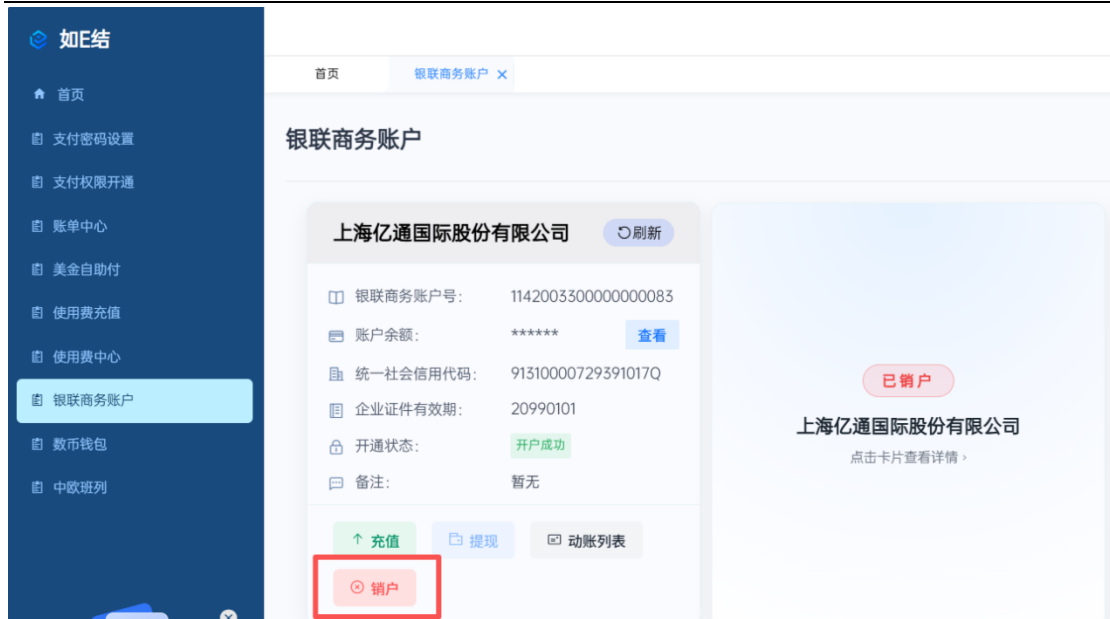 如E结
首页
支付密码设置
支付权限开通
账单中心
美金自助付
使用费充值
使用费中心
银联商务账户
数币钱包
中欧班列
首页
银联商务账户
银联商务账户
上海亿通国际股份有限公司
刷新
银联商务账户号:
1142003300000000083
账户余额:
******
查看
统一社会信用代码:
91310000729391017Q
企业证件有效期:
20990101
开通状态:
开户成功
备注:
暂无
充值
提现
动账列表
销户
已销户
上海亿通国际股份有限公司
点击卡片查看详情 ›